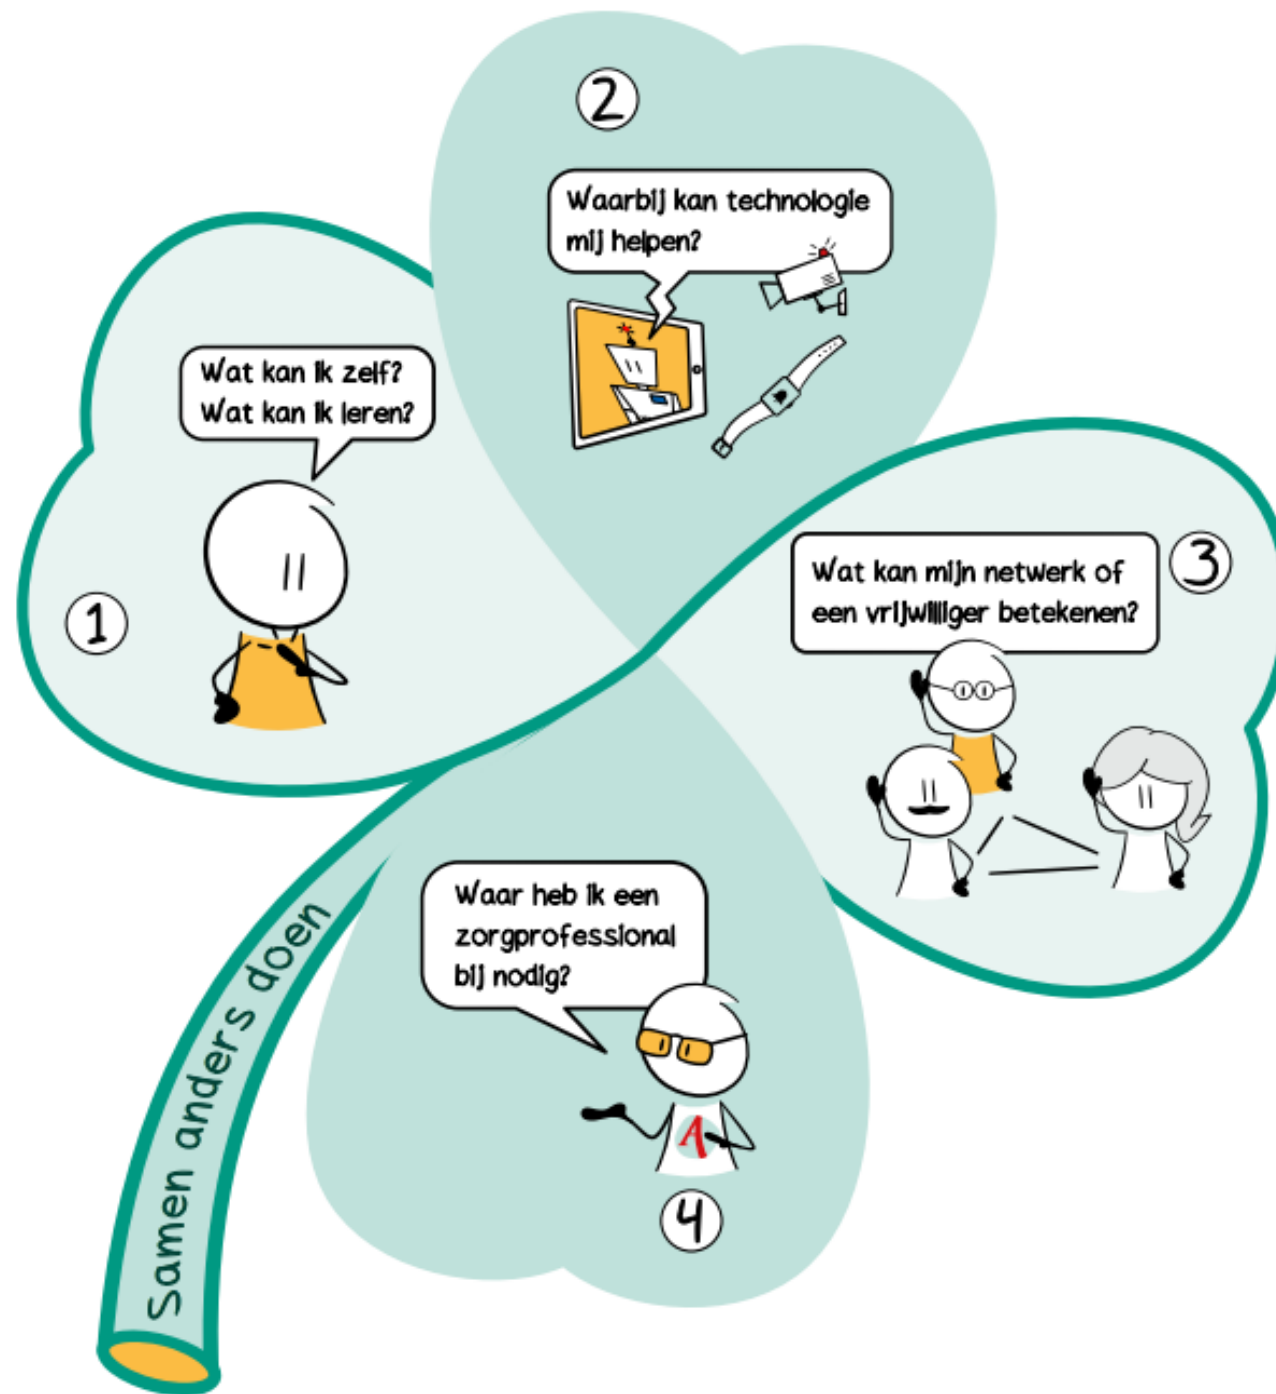 1
Wat kan ik zelf?
Wat kan ik leren?
2
Waarbij kan technologie
mij helpen?
3
Wat kan mijn netwerk of
een vrijwilliger betekenen?
4
Waar heb ik een
zorgprofessional
bij nodig?
A
Samen anders doen